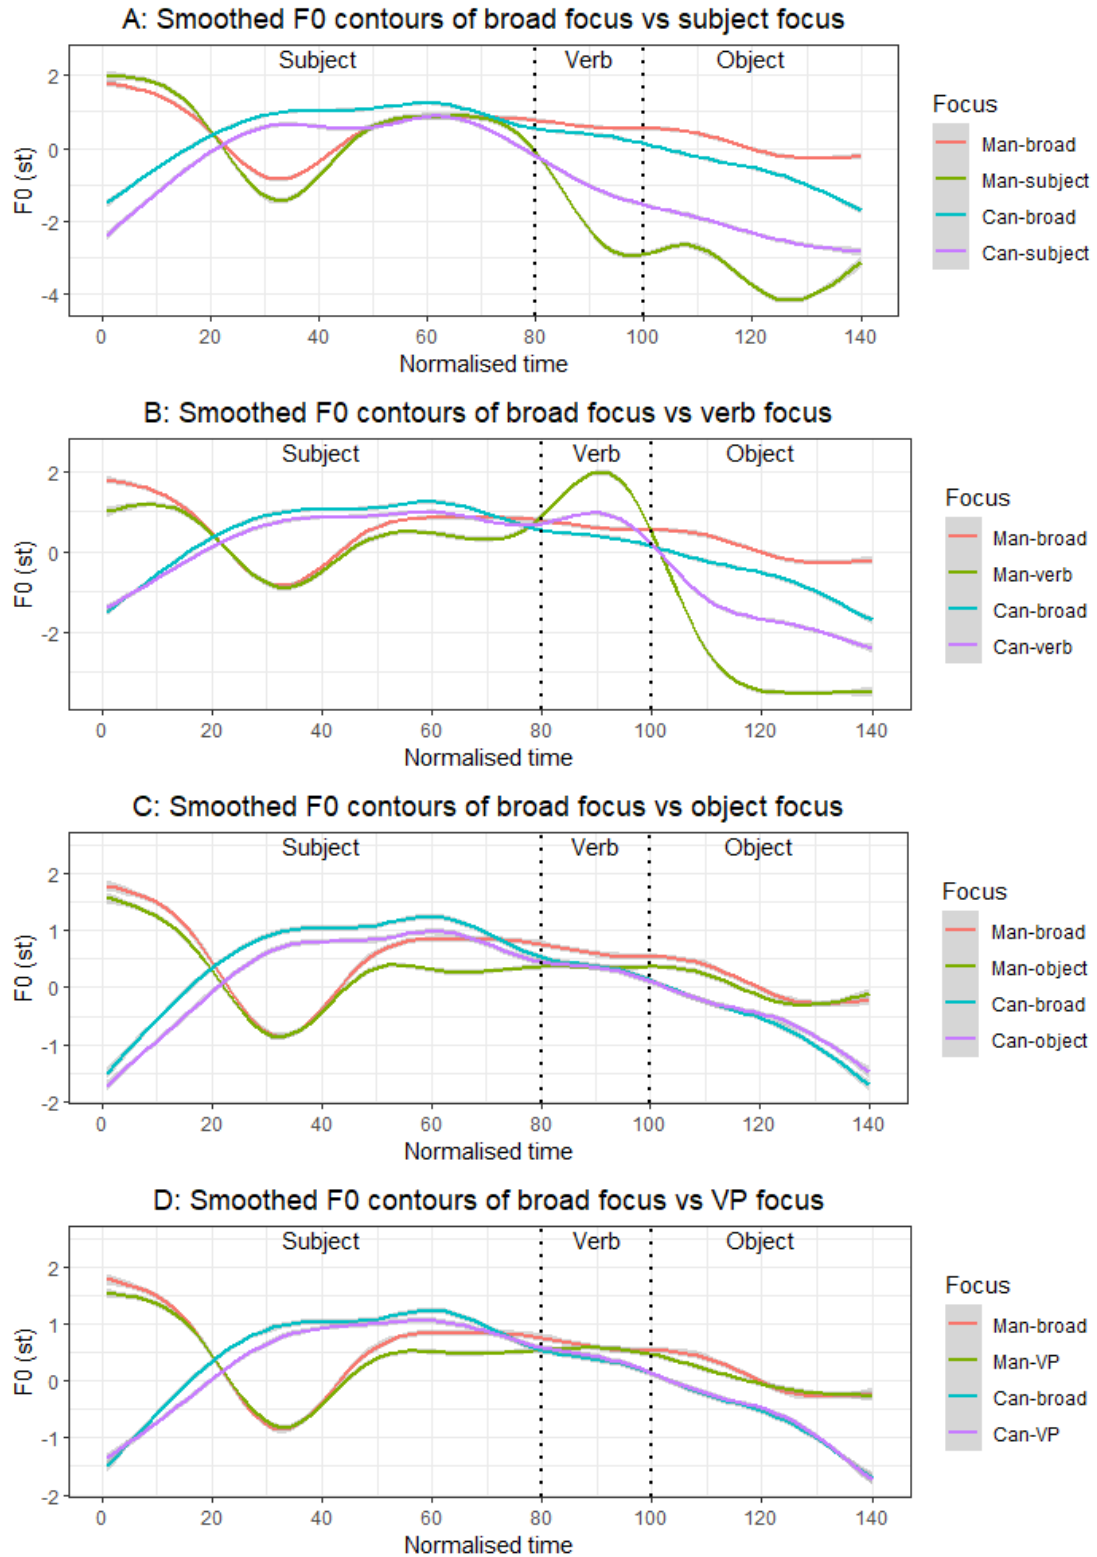 A: Smoothed F0 contours of broad focus vs subject focus
Subject Verb Object
F0 (st)
2
0
-2
-4
0 20 40 60 80 100 120 140
Normalised time
Focus
Man-broad
Man-subject
Can-broad
Can-subject
B: Smoothed F0 contours of broad focus vs verb focus
Subject Verb Object
F0 (st)
2
0
-2
0 20 40 60 80 100 120 140
Normalised time
Focus
Man-broad
Man-verb
Can-broad
Can-verb
C: Smoothed F0 contours of broad focus vs object focus
Subject Verb Object
F0 (st)
2
1
0
-1
-2
0 20 40 60 80 100 120 140
Normalised time
Focus
Man-broad
Man-object
Can-broad
Can-object
D: Smoothed F0 contours of broad focus vs VP focus
Subject Verb Object
F0 (st)
2
1
0
-1
-2
0 20 40 60 80 100 120 140
Normalised time
Focus
Man-broad
Man-VP
Can-broad
Can-VP